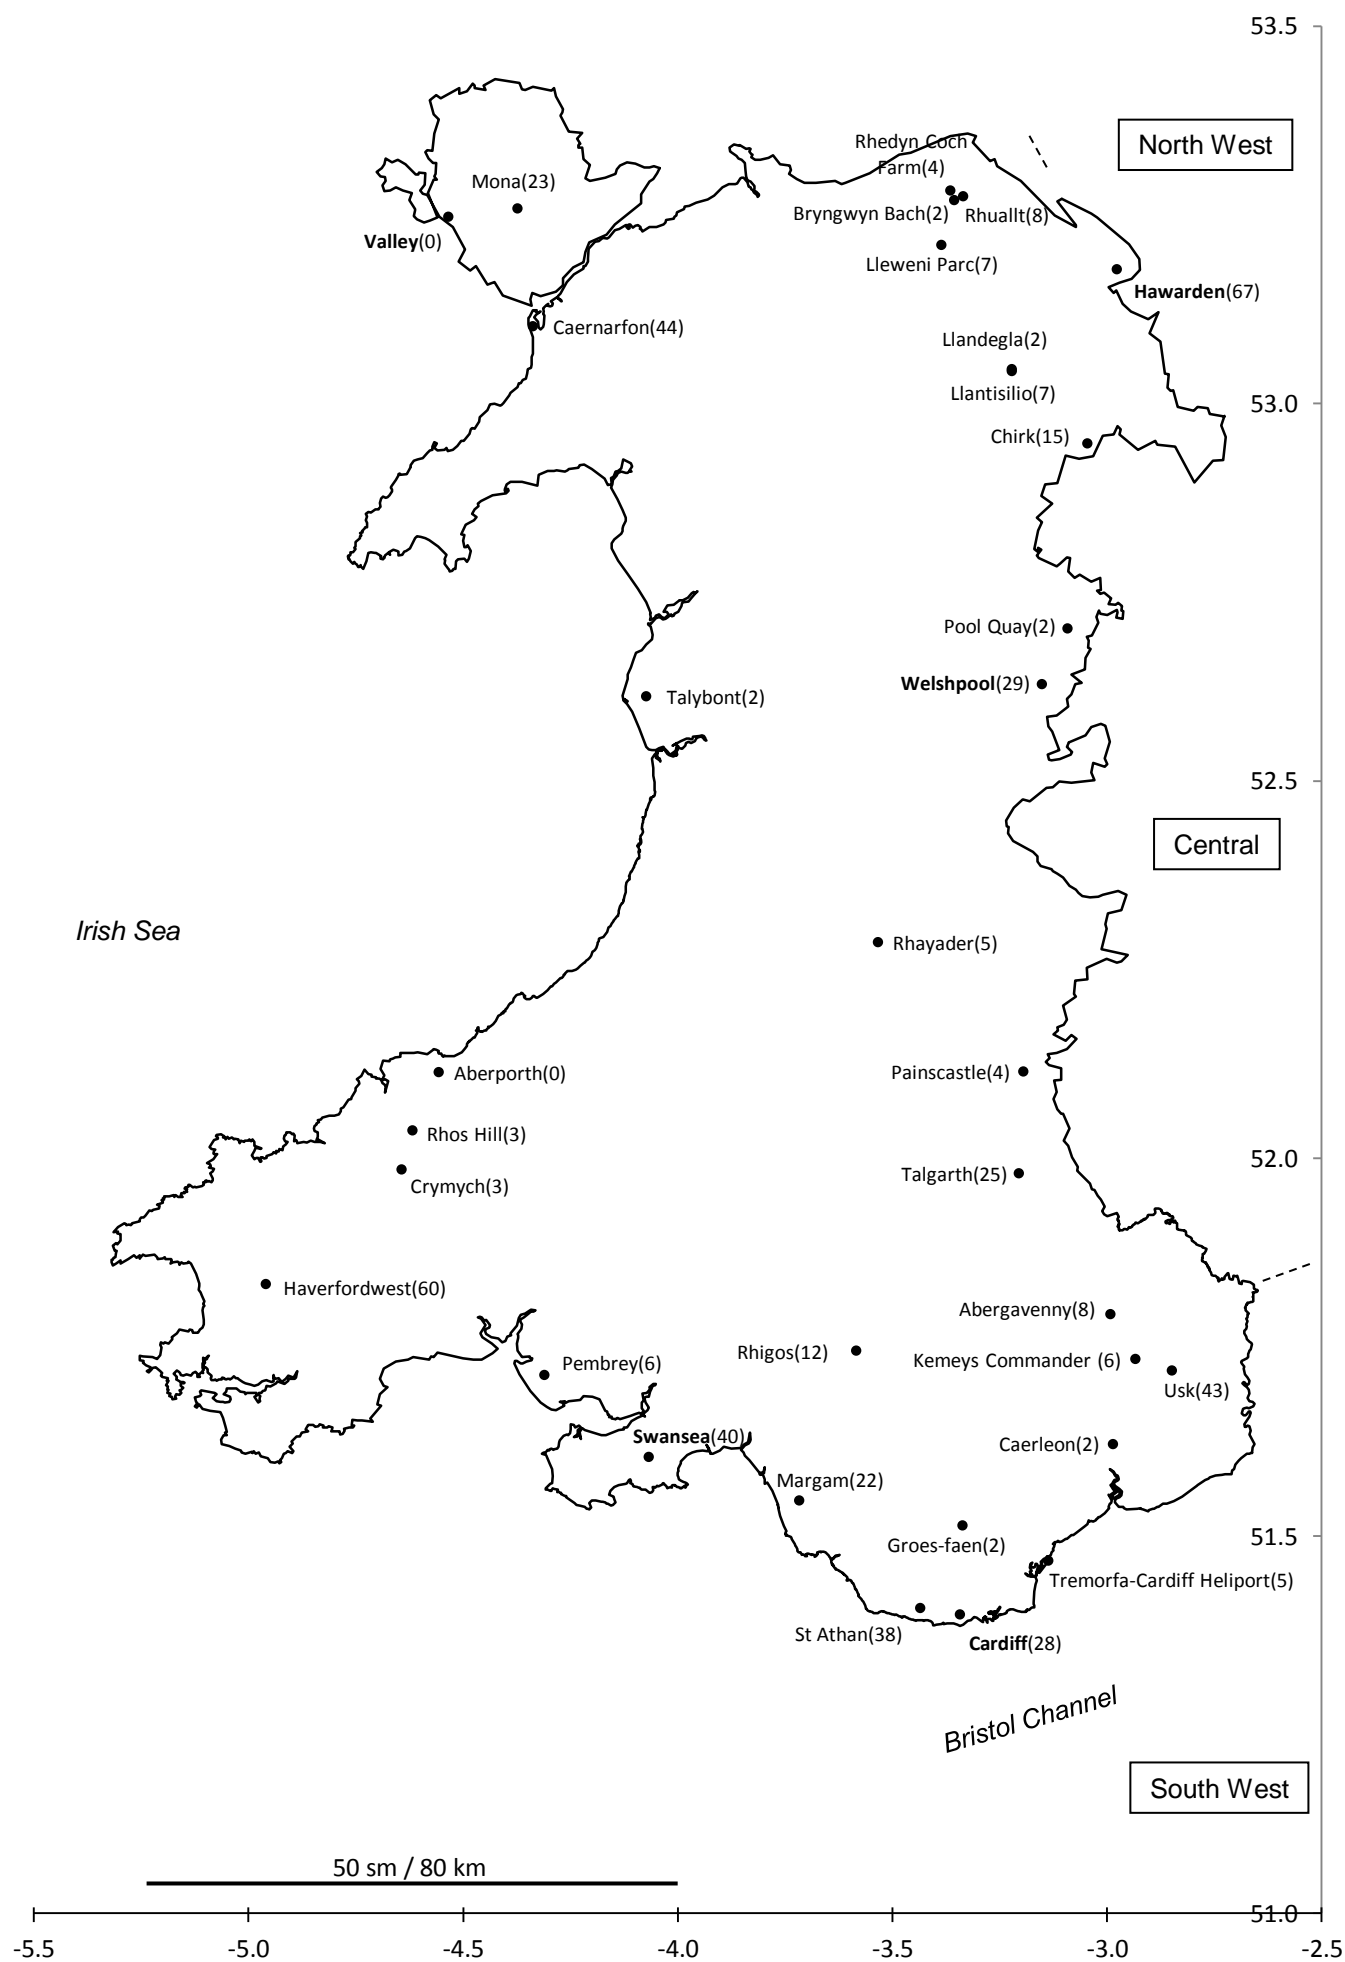 53.5
North West
Rhedyn Coch
Farm(4)
Mona(23)
Bryngwyn Bach(2)
Rhuallt(8)
Valley(0)
Lleweni Parc(7)
Hawarden(67)
Caernarfon(44)
Llandegla(2)
Llantisilio(7)
53.0
Chirk(15)
Pool Quay(2)
Welshpool(29)
Talybont(2)
52.5
Central
Irish Sea
Rhayader(5)
Aberporth(0)
Painscastle(4)
Rhos Hill(3)
52.0
Talgarth(25)
Crymych(3)
Haverfordwest(60)
Abergavenny(8)
Rhigos(12)
Kemeys Commander (6)
Pembrey(6)
Usk(43)
Swansea(40)
Caerleon(2)
Margam(22)
51.5
Groes-faen(2)
Tremorfa-Cardiff Heliport(5)
St Athan(38)
Cardiff(28)
Bristol Channel
South West
50 sm / 80 km
51.0
-5.5 -5.0 -4.5 -4.0 -3.5 -3.0 -2.5